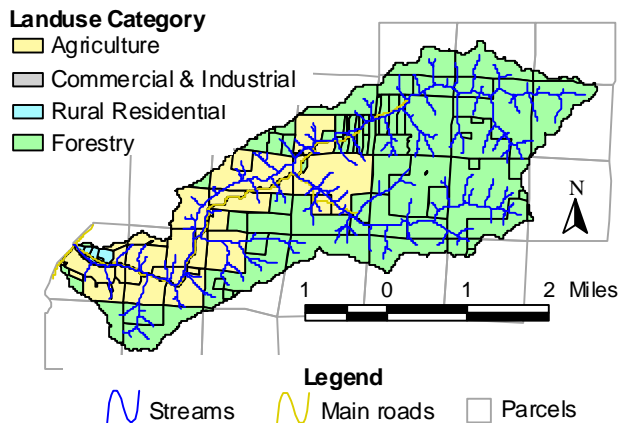 Landuse Category
Agriculture
Commercial & Industrial
Rural Residential
Forestry
N
1 0 1 2 Miles
Legend
Streams
Main roads
Parcels